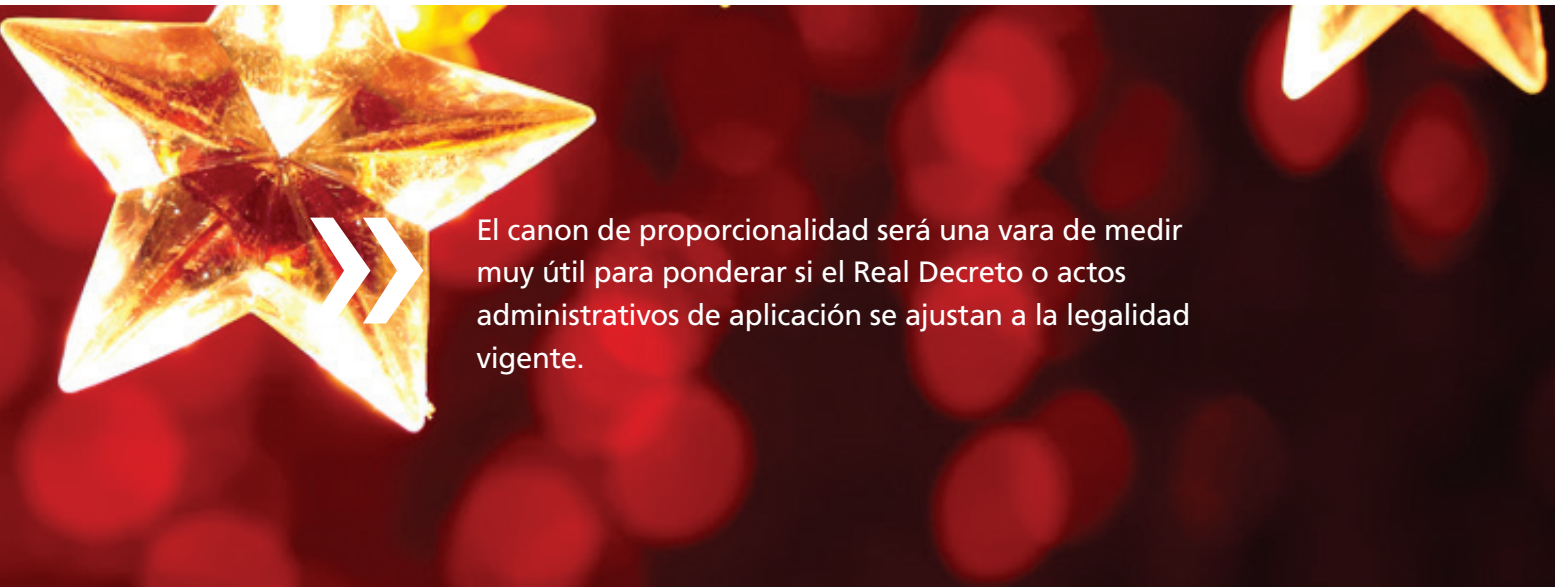 El canon de proporcionalidad será una vara de medir
muy útil para ponderar si el Real Decreto o actos
administrativos de aplicación se ajustan a la legalidad
vigente.